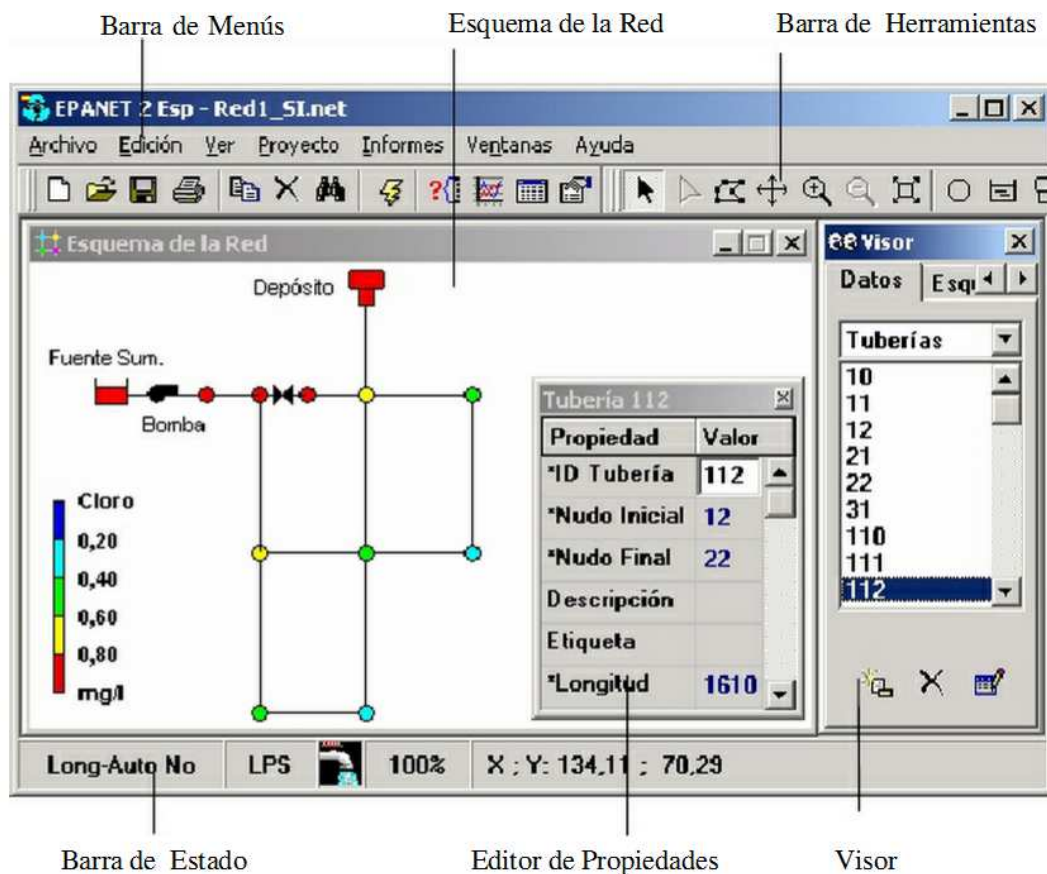 Barra de Menús
Esquema de la Red
Barra de Herramientas
EPANET 2 Esp - Red1_SI.net
Archivo Edición Ver Proyecto Informes Ventanas Ayuda
Esquema de la Red
Visor
Datos
Esqu
Depósito
Fuente Sum.
Bomba
Tuberías
10
11
12
21
22
31
110
111
112
Tubería 112
Propiedad Valor
*ID Tubería 112
*Nudo Inicial 12
*Nudo Final 22
Descripción
Etiqueta
*Longitud 1610
Cloro
0,20
0,40
0,60
0,80
mg/l
Long-Auto No LPS 100% X ; Y: 134,11 ; 70,29
Barra de Estado
Editor de Propiedades
Visor